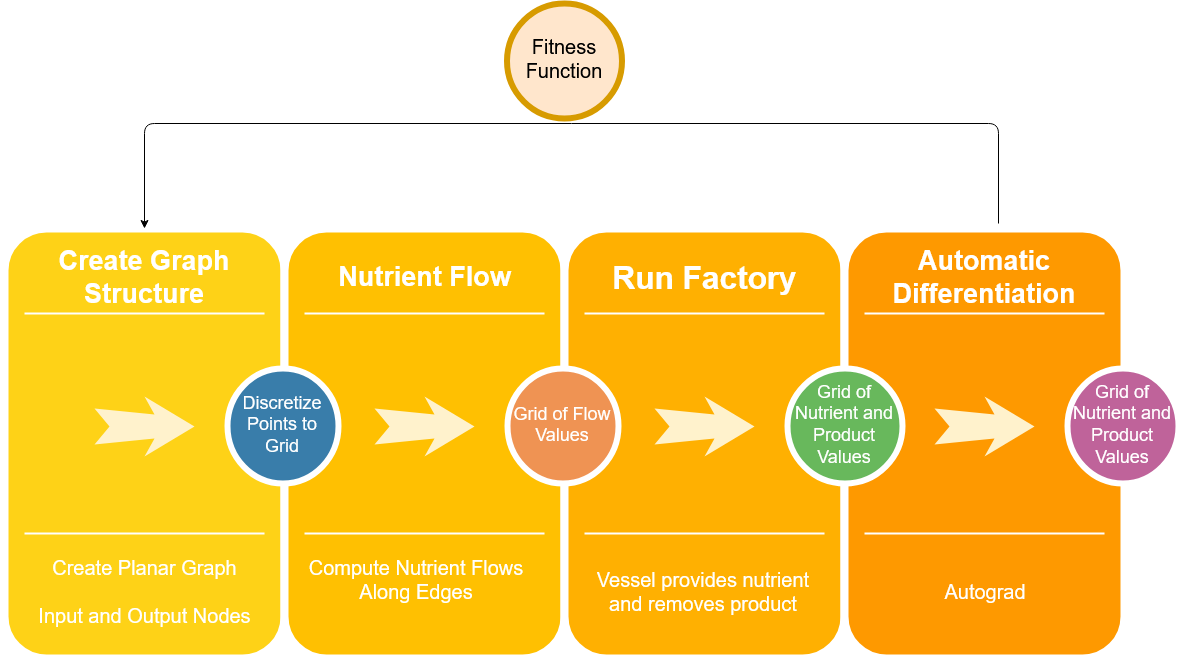 Fitness
Function
Create Graph
Structure
Nutrient Flow
Run Factory
Automatic
Differentiation
Discretize
Points to
Grid
Grid of Flow
Values
Grid of
Nutrient and
Product
Values
Grid of
Nutrient and
Product
Values
Create Planar Graph
Input and Output Nodes
Compute Nutrient Flows
Along Edges
Vessel provides nutrient
and removes product
Autograd